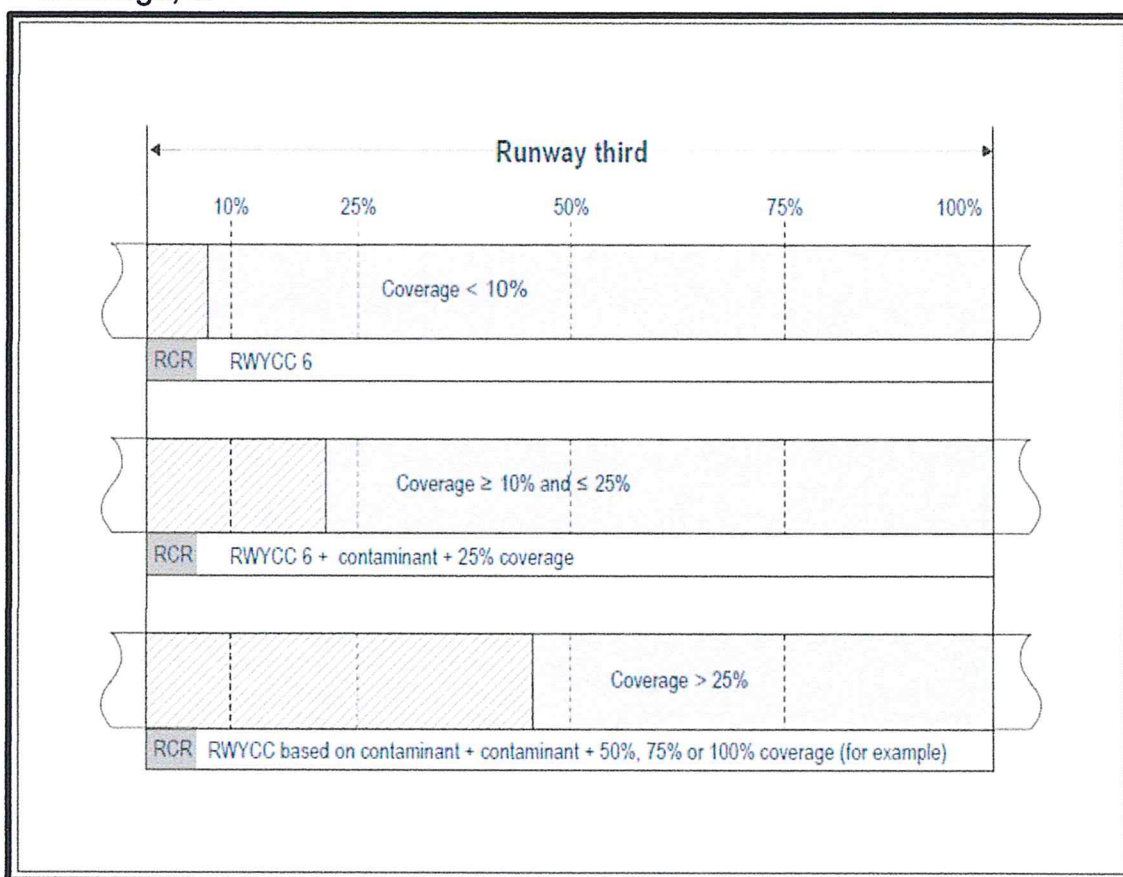 Runway third
10% 25% 50% 75% 100%
Coverage < 10%
RCR RWYCC 6
Coverage ≥ 10% and ≤ 25%
RCR RWYCC 6 + contaminant + 25% coverage
Coverage > 25%
RCR RWYCC based on contaminant + contaminant + 50%, 75% or 100% coverage (for example)